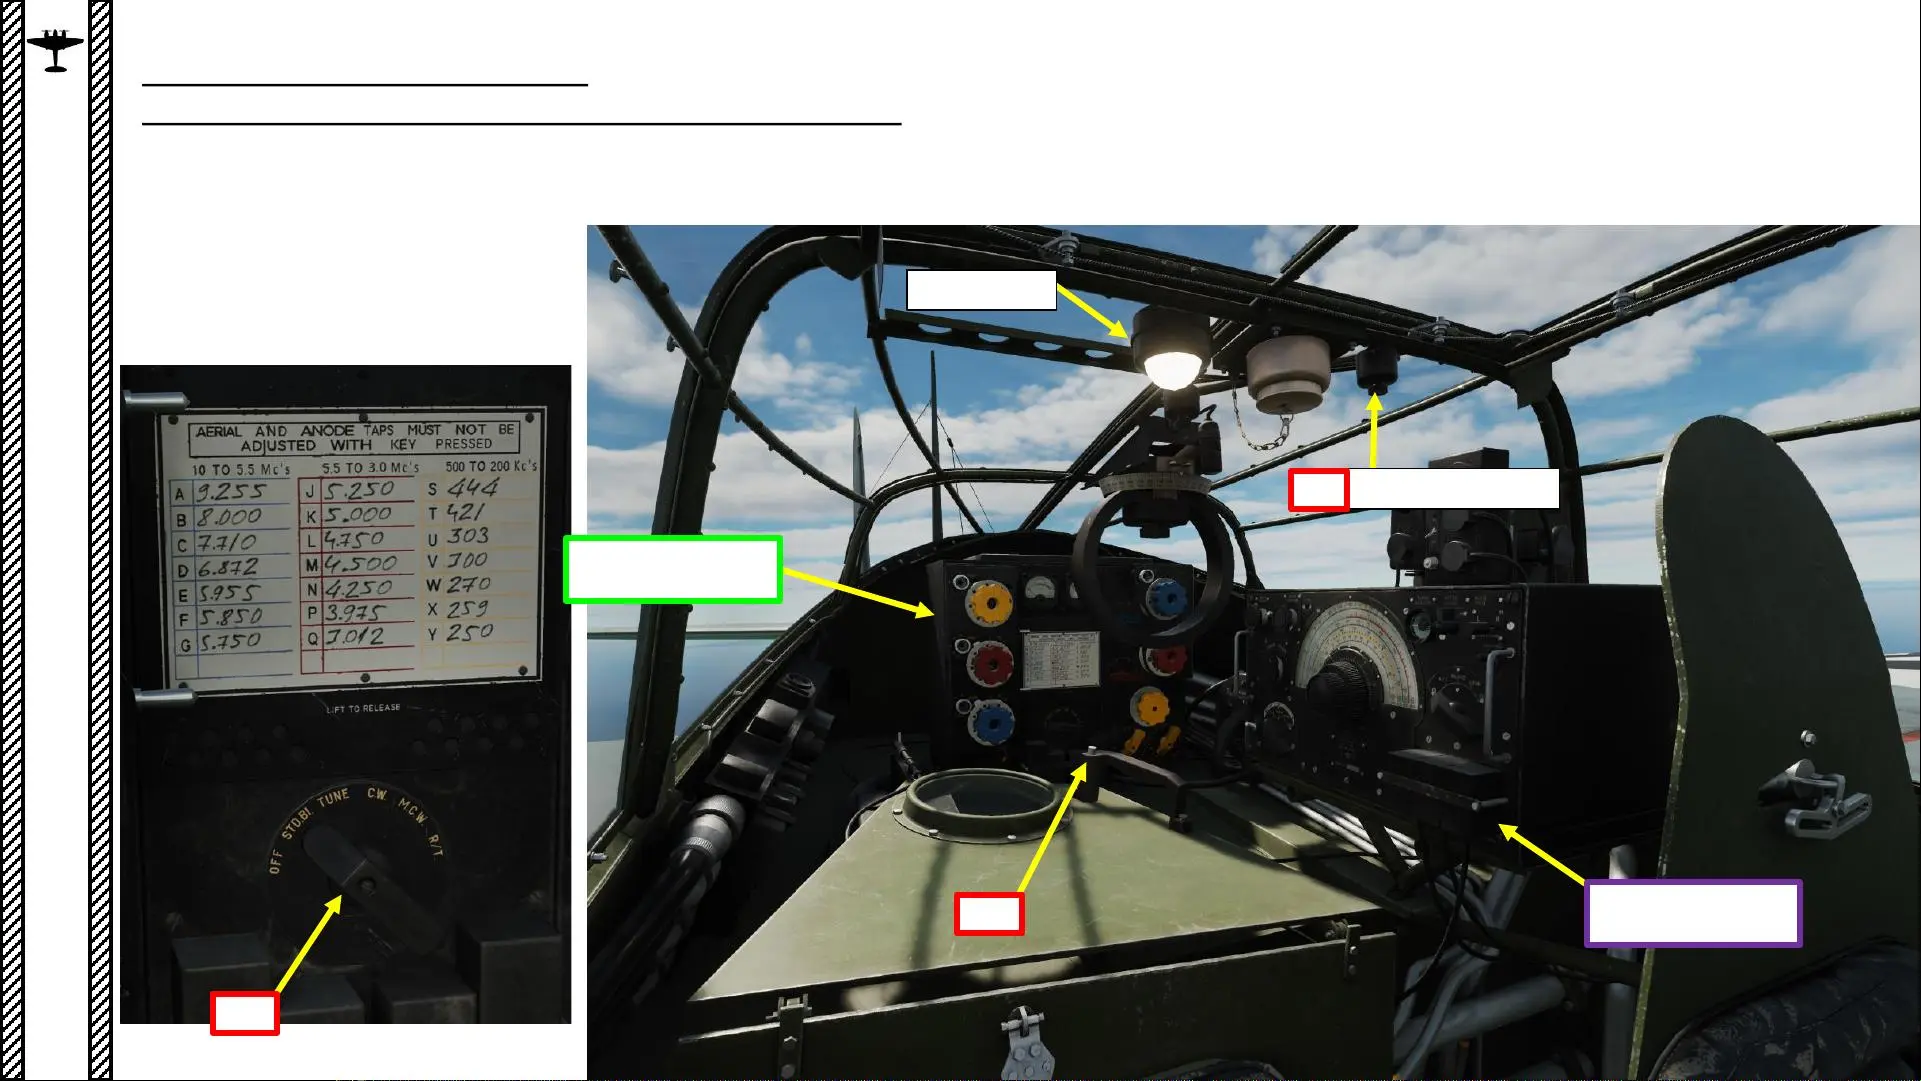 AERIAL AND ANODE TAPS MUST NOT BE
ADJUSTED WITH KEY PRESSED
10 TO 5.5 Mc's 5.5 TO 3.0 Mc's 500 TO 200 Kc's
A 9.255 J 5.250 S 444
B 8.000 K 5.000 T 421
C 7.710 L 4.750 U 303
D 6.872 M 4.500 V 300
E 5.955 N 4.250 W 270
F 5.850 P 3.975 X 259
G 5.750 Q 3.012 Y 250
LIFT TO RELEASE
OFF STD.BI. TUNE C.W. M.C.W. R/T.